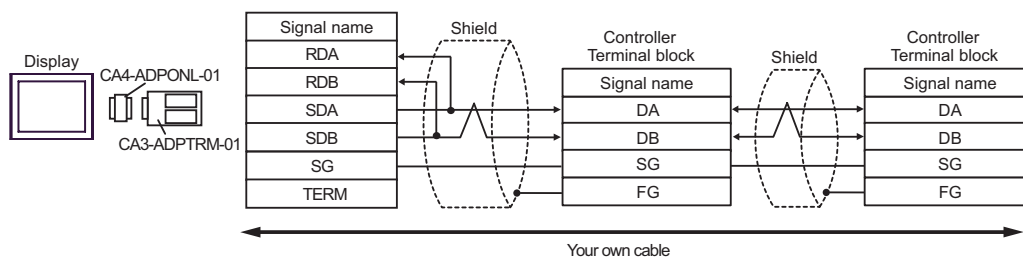 Display
CA4-ADPONL-01
CA3-ADPTRM-01
Signal name
RDA
RDB
SDA
SDB
SG
TERM
Shield
Controller
Terminal block
Signal name
DA
DB
SG
FG
Shield
Controller
Terminal block
Signal name
DA
DB
SG
FG
Your own cable